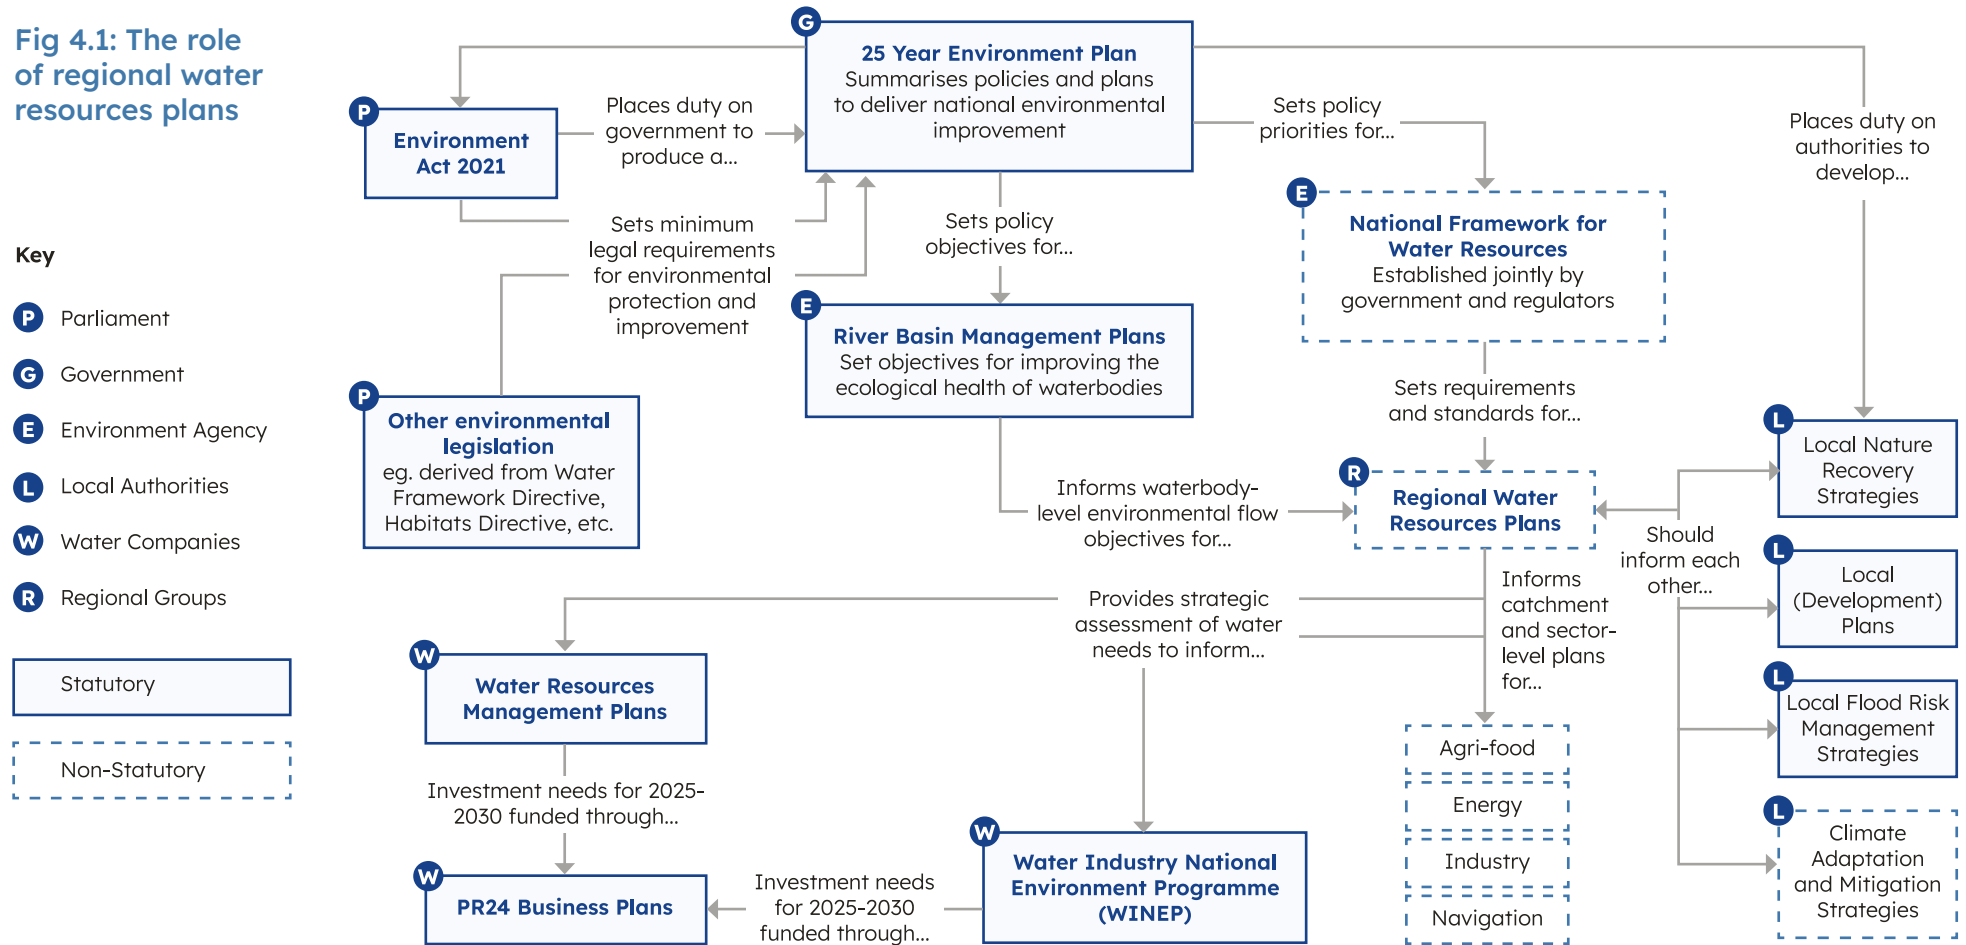 Fig 4.1: The role
of regional water
resources plans
Key
P Parliament
G Government
E Environment Agency
L Local Authorities
W Water Companies
R Regional Groups
Statutory
Non-Statutory
G
25 Year Environment Plan
Summarises policies and plans
to deliver national environmental
improvement
P
Environment
Act 2021
Places duty on
government to
produce a...
Sets minimum
legal requirements
for environmental
protection and
improvement
P
Other environmental
legislation
eg. derived from Water
Framework Directive,
Habitats Directive, etc.
Sets policy
objectives for...
E
River Basin Management Plans
Set objectives for improving the
ecological health of waterbodies
Sets policy
priorities for...
E
National Framework for
Water Resources
Established jointly by
government and regulators
Sets requirements
and standards for...
Places duty on
authorities to
develop...
Informs waterbody-
level environmental flow
objectives for...
R
Regional Water
Resources Plans
Should
inform each
other...
L
Local Nature
Recovery
Strategies
L
Local
(Development)
Plans
L
Local Flood Risk
Management
Strategies
L
Climate
Adaptation
and Mitigation
Strategies
Provides strategic
assessment of water
needs to inform...
Informs
catchment
and sector-
level plans
for...
Agri-food
Energy
Industry
Navigation
W
Water Resources
Management Plans
Investment needs for 2025-
2030 funded through...
W
PR24 Business Plans
Investment needs
for 2025-2030
funded through...
W
Water Industry National
Environment Programme
(WINEP)